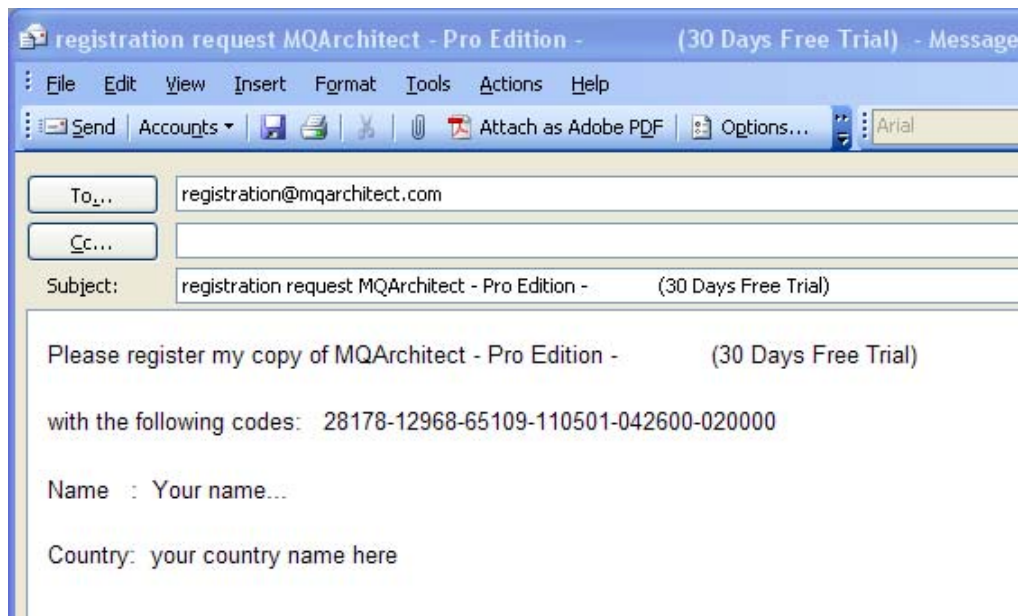 registration request MQArchitect - Pro Edition - (30 Days Free Trial) - Message
File Edit View Insert Format Tools Actions Help
Send Accounts Attach as Adobe PDF Options... Arial
To... registration@mqarchitect.com
Cc...
Subject: registration request MQArchitect - Pro Edition - (30 Days Free Trial)
Please register my copy of MQArchitect - Pro Edition - (30 Days Free Trial)
with the following codes: 28178-12968-65109-110501-042600-020000
Name : Your name...
Country: your country name here